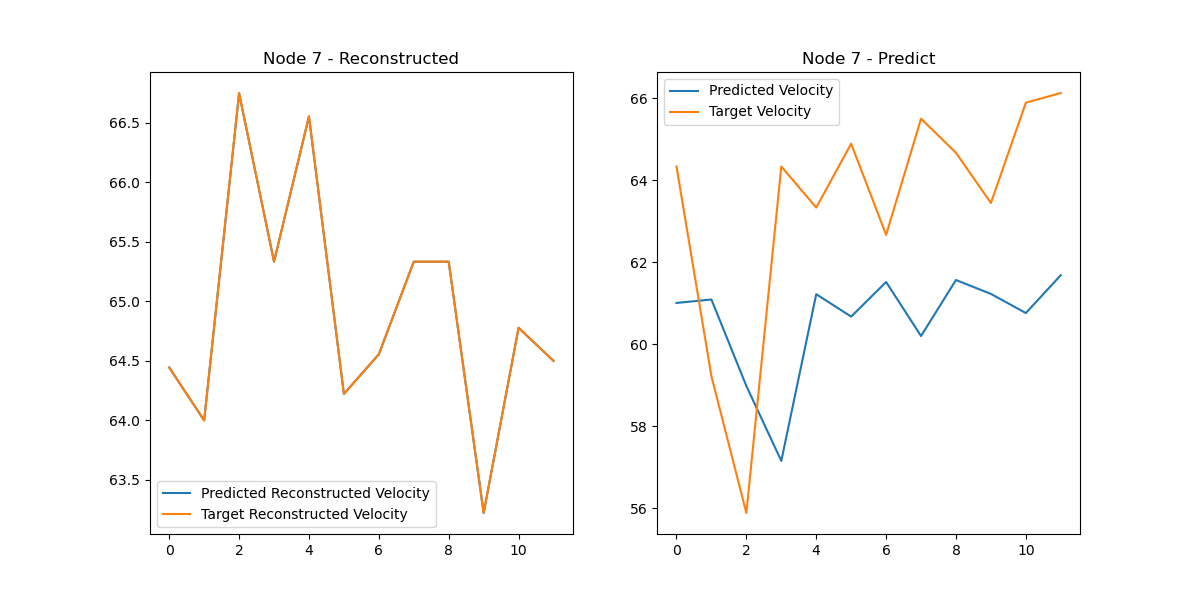 Node 7 - Reconstructed
66.5
66.0
65.5
65.0
64.5
64.0
63.5
Predicted Reconstructed Velocity
Target Reconstructed Velocity
0 2 4 6 8 10
Node 7 - Predict
Predicted Velocity
Target Velocity
66
64
62
60
58
56
0 2 4 6 8 10